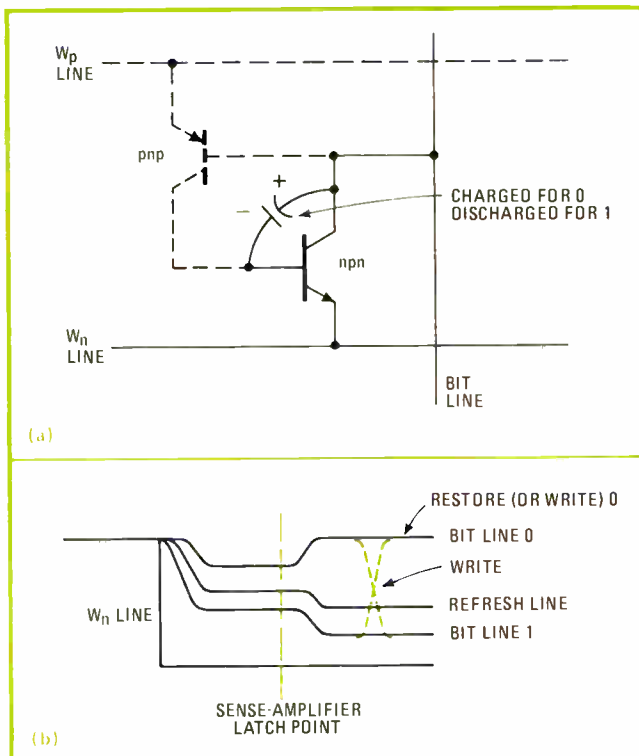 Wp
LINE
pnp
+
−
CHARGED FOR 0
DISCHARGED FOR 1
npn
Wn
LINE
BIT
LINE
(a)
RESTORE (OR WRITE) 0
BIT LINE 0
WRITE
Wn LINE
REFRESH LINE
BIT LINE 1
SENSE-AMPLIFIER
LATCH POINT
(b)